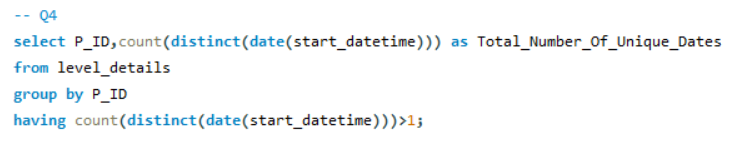 -- Q4
select P_ID,count(distinct(date(start_datetime))) as Total_Number_Of_Unique_Dates
from level_details
group by P_ID
having count(distinct(date(start_datetime)))>1;